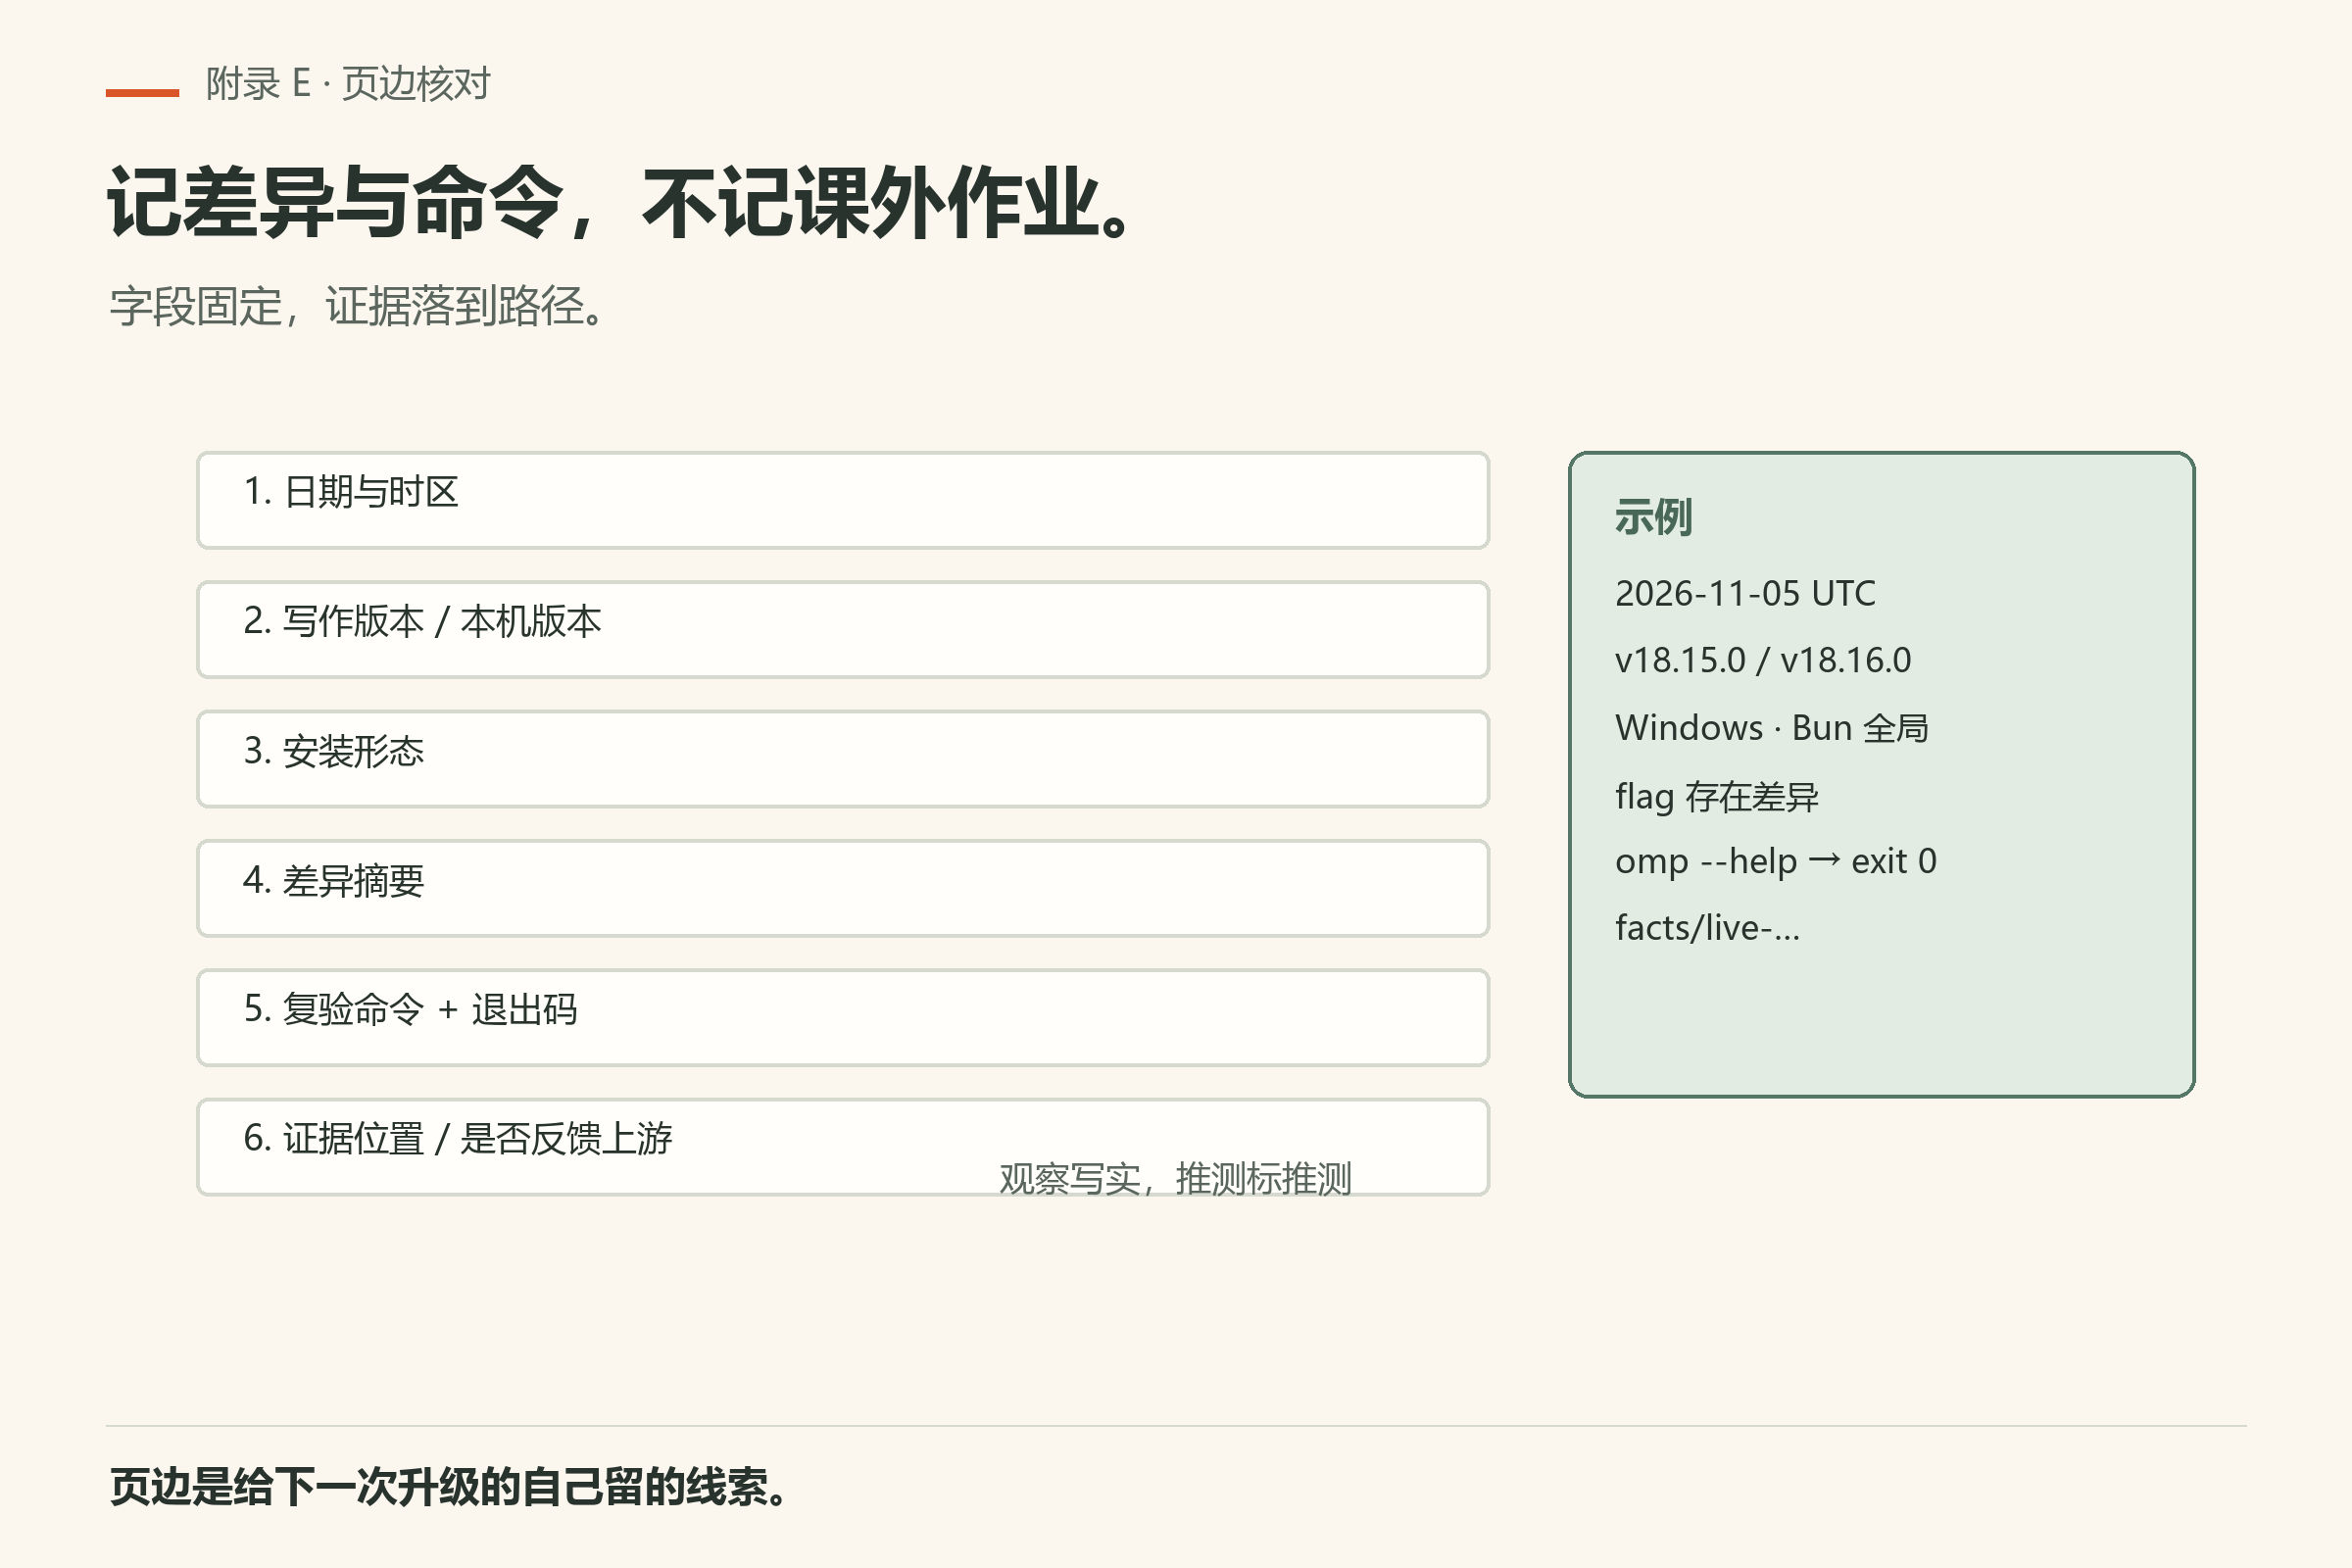 附录 E · 页边核对
记差异与命令，不记课外作业。
字段固定，证据落到路径。
1. 日期与时区
2. 写作版本 / 本机版本
3. 安装形态
4. 差异摘要
5. 复验命令 + 退出码
6. 证据位置 / 是否反馈上游
观察写实，推测标推测
示例
2026-11-05 UTC
v18.15.0 / v18.16.0
Windows · Bun 全局
flag 存在差异
omp --help → exit 0
facts/live-…
页边是给下一次升级的自己留的线索。